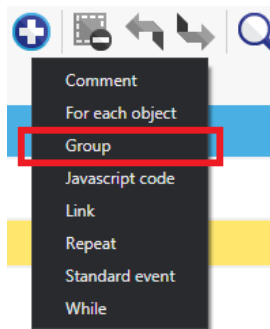 Comment
For each object
Group
Javascript code
Link
Repeat
Standard event
While